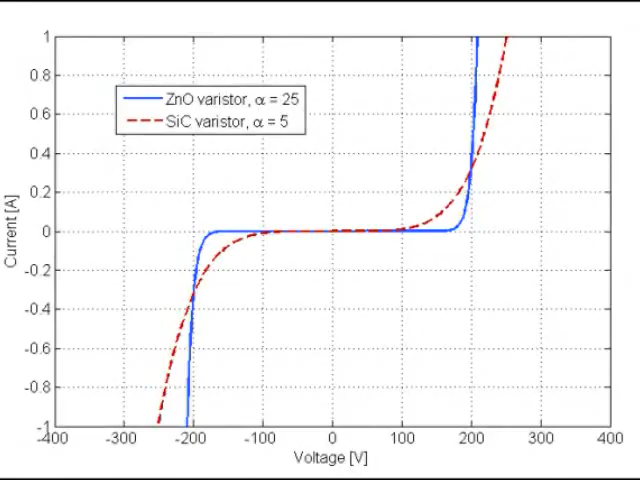 1
0.8
0.6
0.4
0.2
0
-0.2
-0.4
-0.6
-0.8
-1
ZnO varistor, α = 25
SiC varistor, α = 5
Current [A]
-400 -300 -200 -100 0 100 200 300 400
Voltage [V]